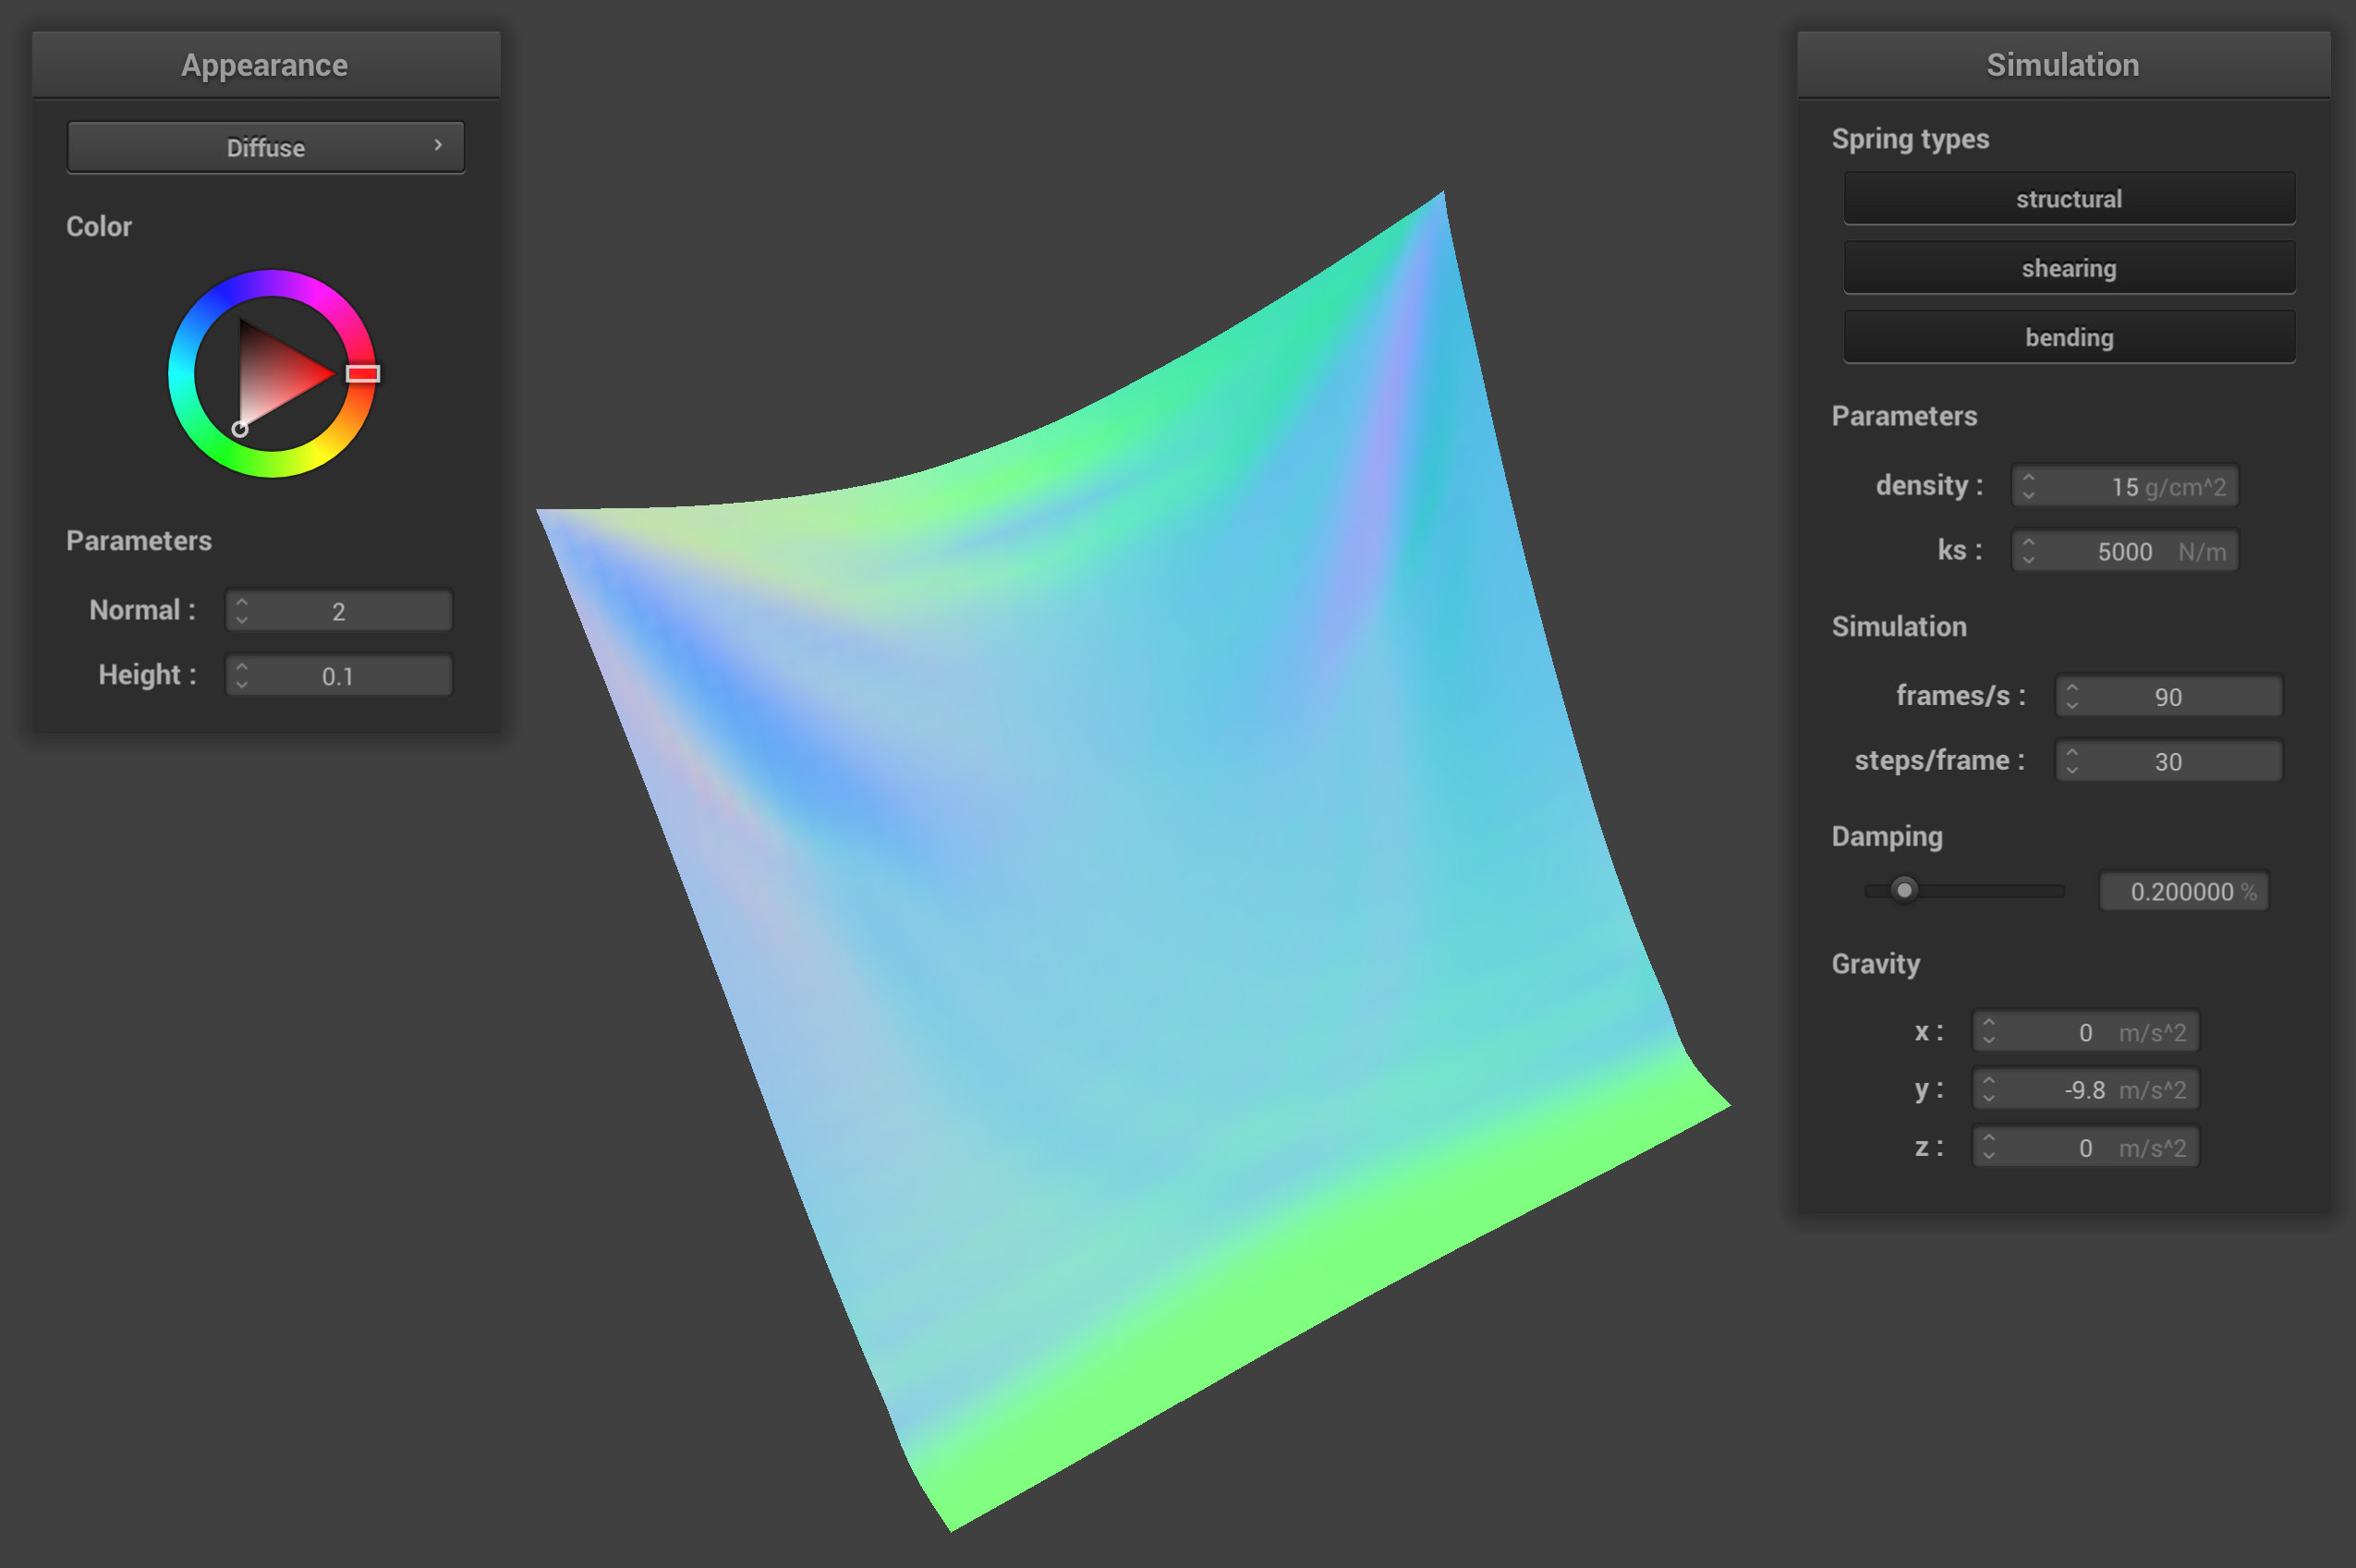 Appearance
Diffuse
Color
Parameters
Normal : 2
Height : 0.1
Simulation
Spring types
structural
shearing
bending
Parameters
density : 15 g/cm^2
ks : 5000 N/m
Simulation
frames/s : 90
steps/frame : 30
Damping
0.200000 %
Gravity
x : 0 m/s^2
y : -9.8 m/s^2
z : 0 m/s^2